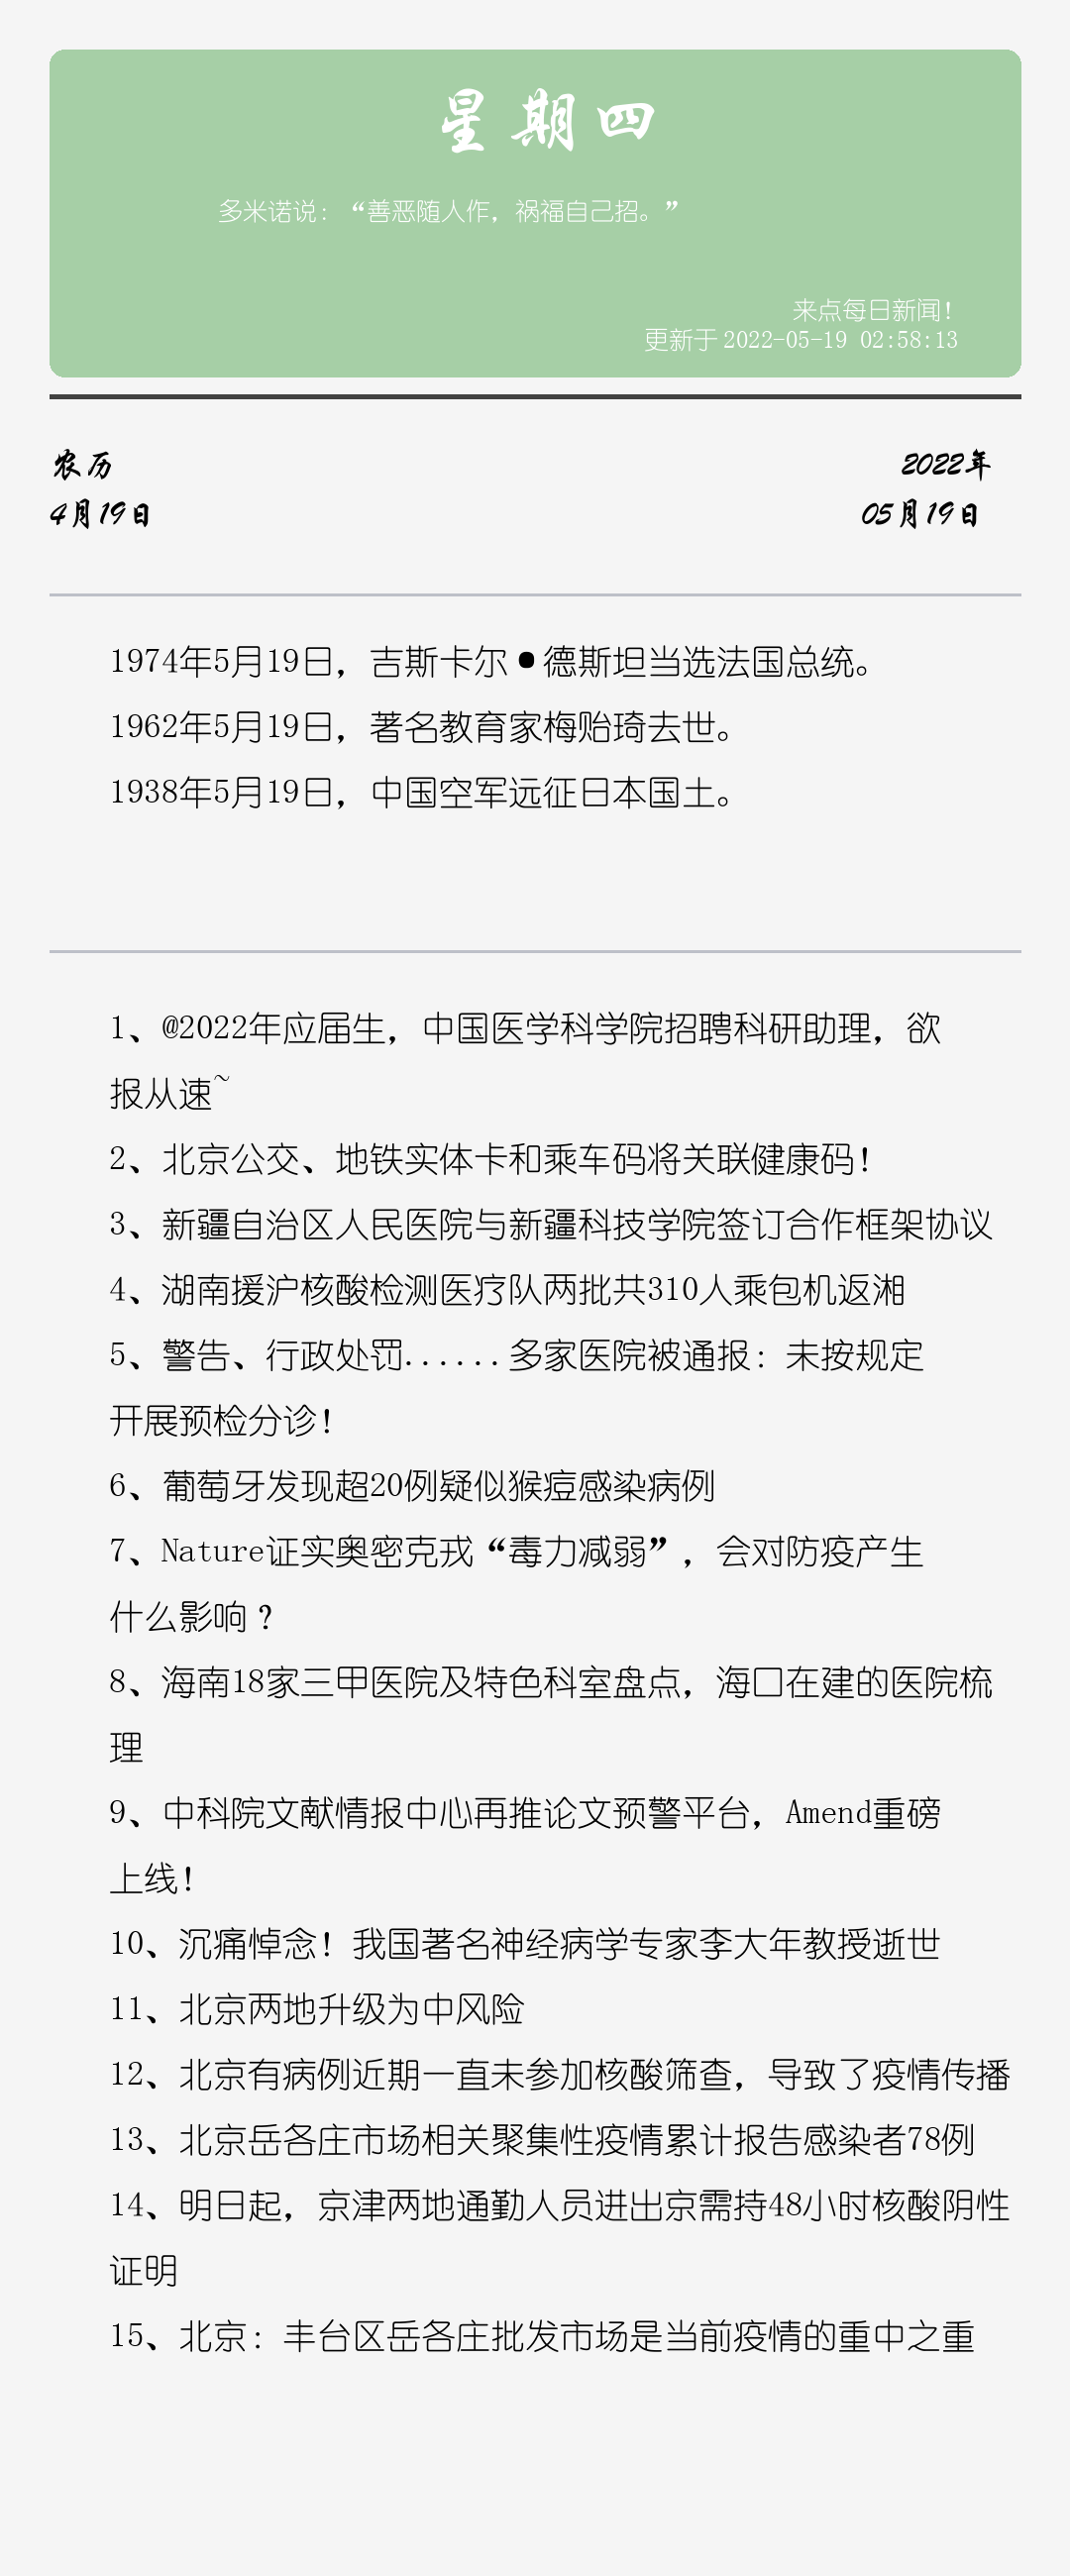 星期四
多米诺说：“善恶随人作，祸福自己招。”
来点每日新闻！
更新于2022-05-19 02:58:13
农历
2022年
4月19日
05月19日
1974年5月19日，吉斯卡尔•德斯坦当选法国总统。
1962年5月19日，著名教育家梅贻琦去世。
1938年5月19日，中国空军远征日本国土。
1、@2022年应届生，中国医学科学院招聘科研助理，欲
报从速~
2、北京公交、地铁实体卡和乘车码将关联健康码！
3、新疆自治区人民医院与新疆科技学院签订合作框架协议
4、湖南援沪核酸检测医疗队两批共310人乘包机返湘
5、警告、行政处罚......多家医院被通报：未按规定
开展预检分诊！
6、葡萄牙发现超20例疑似猴痘感染病例
7、Nature证实奥密克戎“毒力减弱”，会对防疫产生
什么影响？
8、海南18家三甲医院及特色科室盘点，海口在建的医院梳
理
9、中科院文献情报中心再推论文预警平台，Amend重磅
上线！
10、沉痛悼念！我国著名神经病学专家李大年教授逝世
11、北京两地升级为中风险
12、北京有病例近期一直未参加核酸筛查，导致了疫情传播
13、北京岳各庄市场相关聚集性疫情累计报告感染者78例
14、明日起，京津两地通勤人员进出京需持48小时核酸阴性
证明
15、北京：丰台区岳各庄批发市场是当前疫情的重中之重